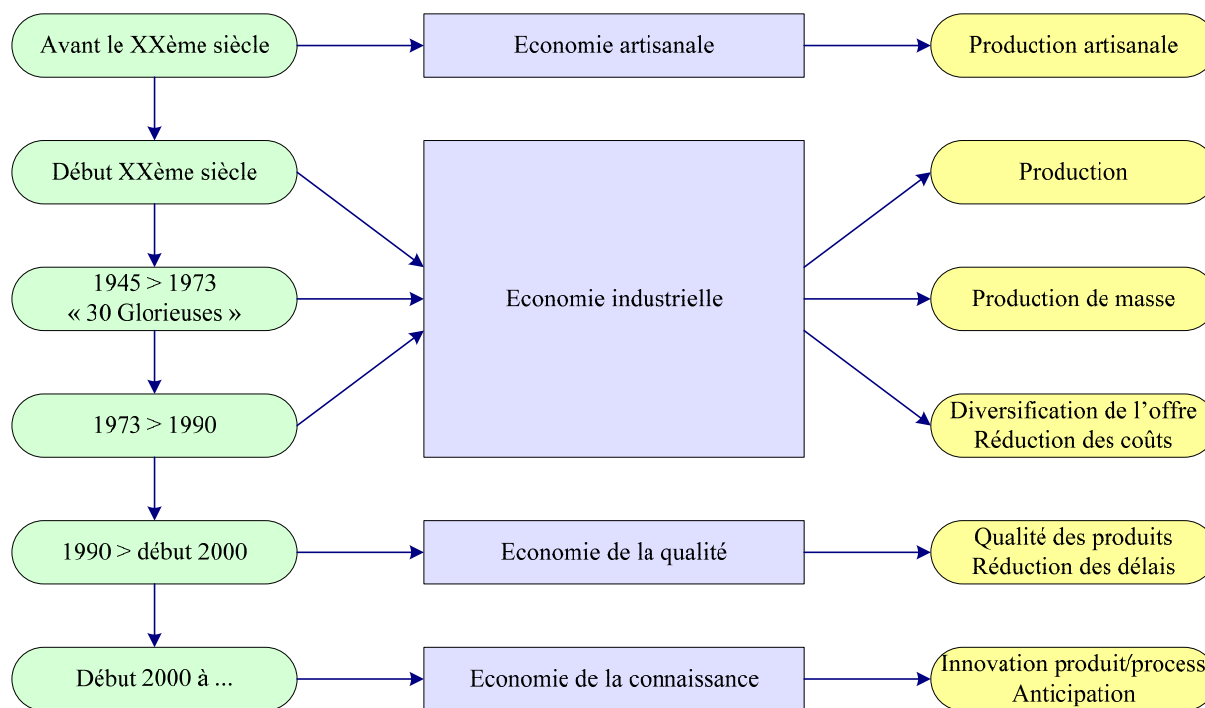 Avant le XXème siècle
Economie artisanale
Production artisanale
Début XXème siècle
Production
1945 > 1973
« 30 Glorieuses »
Economie industrielle
Production de masse
1973 > 1990
Diversification de l’offre
Réduction des coûts
1990 > début 2000
Economie de la qualité
Qualité des produits
Réduction des délais
Début 2000 à ...
Economie de la connaissance
Innovation produit/process
Anticipation